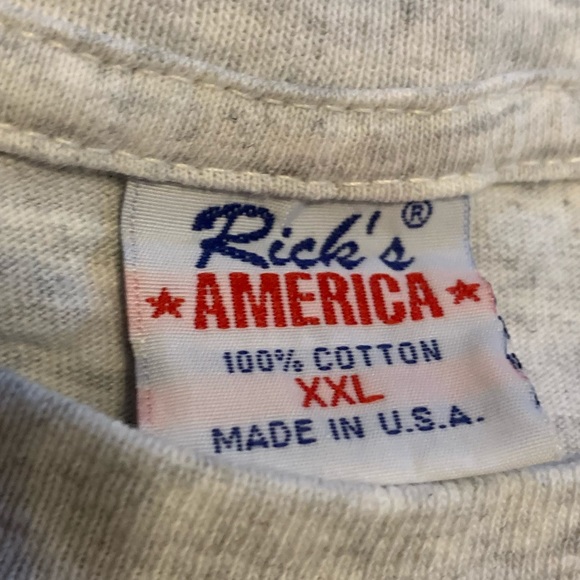 Rick's ®
★ AMERICA ★
100% COTTON
XXL
MADE IN U.S.A.